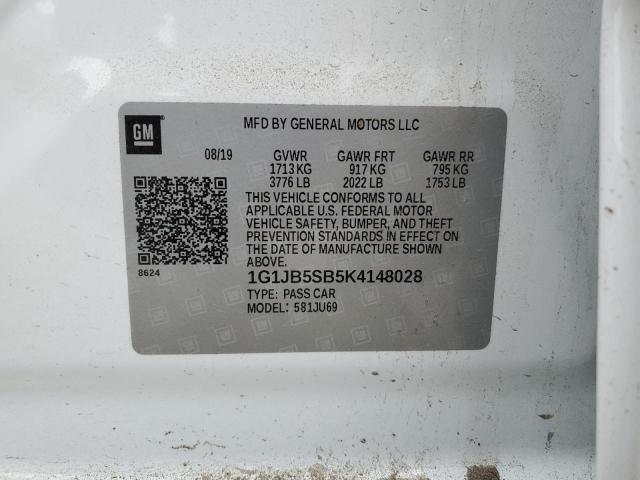 GM
MFD BY GENERAL MOTORS LLC
08/19 GVWR GAWR FRT GAWR RR
1713 KG 917 KG 795 KG
3776 LB 2022 LB 1753 LB
THIS VEHICLE CONFORMS TO ALL
APPLICABLE U.S. FEDERAL MOTOR
VEHICLE SAFETY, BUMPER, AND THEFT
PREVENTION STANDARDS IN EFFECT ON
THE DATE OF MANUFACTURE SHOWN
ABOVE.
8624
1G1JB5SB5K4148028
TYPE: PASS CAR
MODEL: 581JU69